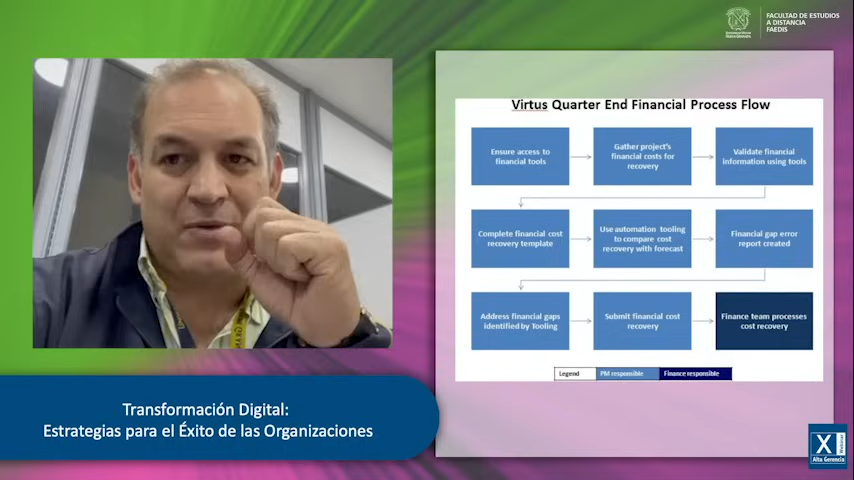 FACULTAD DE ESTUDIOS
A DISTANCIA
FAEDIS
Virtus Quarter End Financial Process Flow
Ensure access to
financial tools
Gather project's
financial costs for
recovery
Validate financial
information using tools
Complete financial cost
recovery template
Use automation tooling
to compare cost
recovery with forecast
Financial gap error
report created
Address financial gaps
identified by Tooling
Submit financial cost
recovery
Finance team processes
cost recovery
Legend
PM responsible
Finance responsible
Transformación Digital:
Estrategias para el Éxito de las Organizaciones
XI
Alta Gerencia